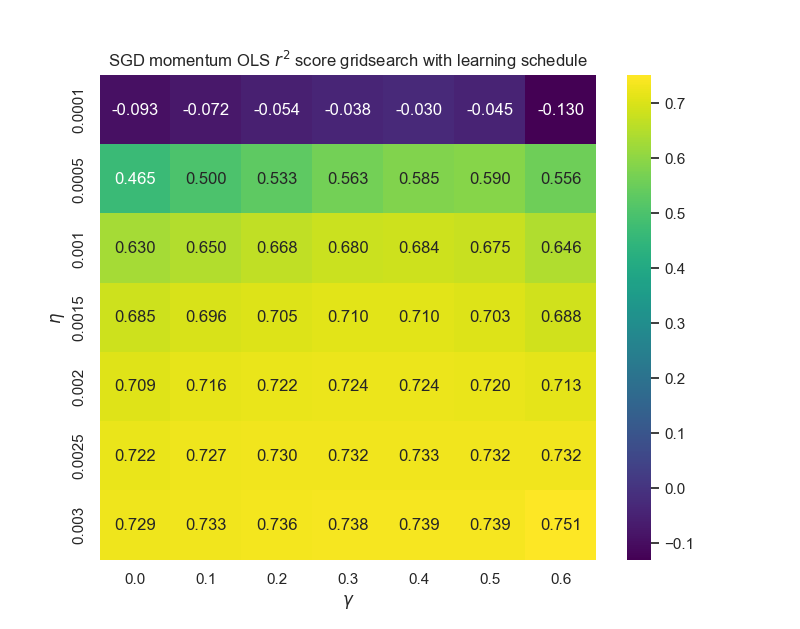 SGD momentum OLS r² score gridsearch with learning schedule
0.0001 -0.093 -0.072 -0.054 -0.038 -0.030 -0.045 -0.130
0.0005 0.465 0.500 0.533 0.563 0.585 0.590 0.556
0.001 0.630 0.650 0.668 0.680 0.684 0.675 0.646
0.0015 0.685 0.696 0.705 0.710 0.710 0.703 0.688
0.002 0.709 0.716 0.722 0.724 0.724 0.720 0.713
0.0025 0.722 0.727 0.730 0.732 0.733 0.732 0.732
0.003 0.729 0.733 0.736 0.738 0.739 0.739 0.751
η
0.0 0.1 0.2 0.3 0.4 0.5 0.6
γ
0.7
0.6
0.5
0.4
0.3
0.2
0.1
0.0
−0.1